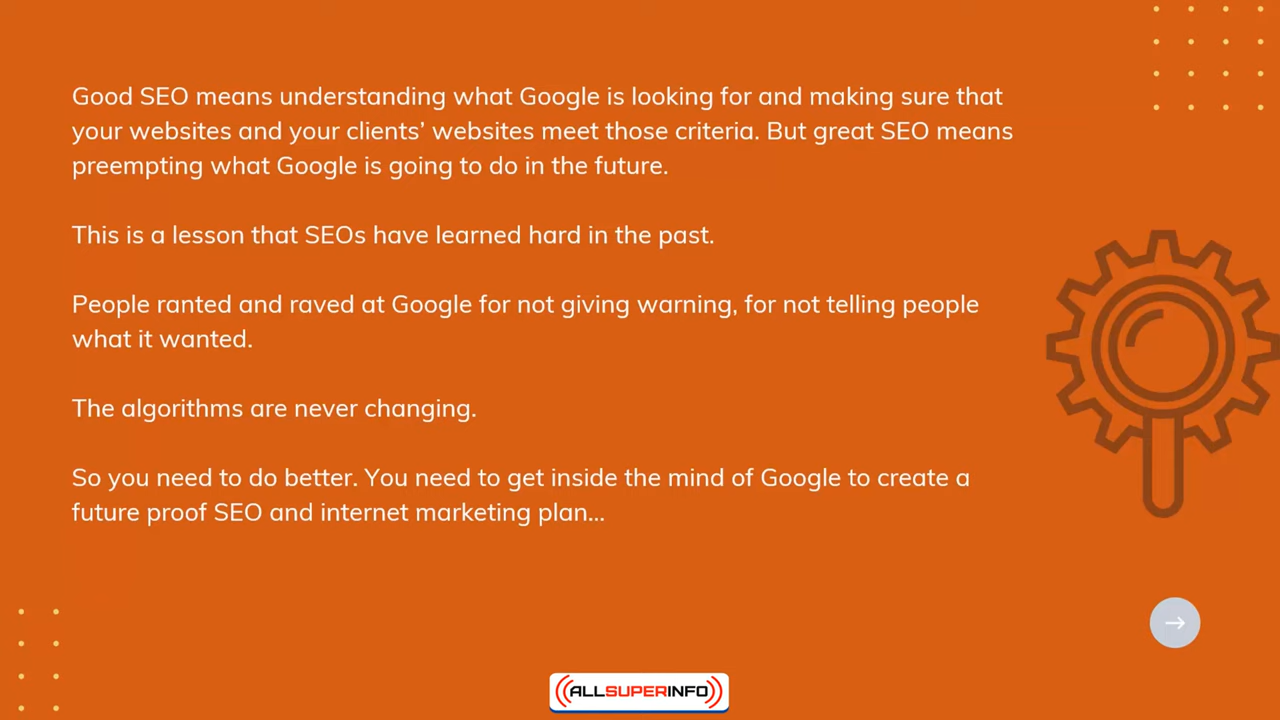 Good SEO means understanding what Google is looking for and making sure that
your websites and your clients’ websites meet those criteria. But great SEO means
preempting what Google is going to do in the future.
This is a lesson that SEOs have learned hard in the past.
People ranted and raved at Google for not giving warning, for not telling people
what it wanted.
The algorithms are never changing.
So you need to do better. You need to get inside the mind of Google to create a
future proof SEO and internet marketing plan...
ALLSUPERINFO